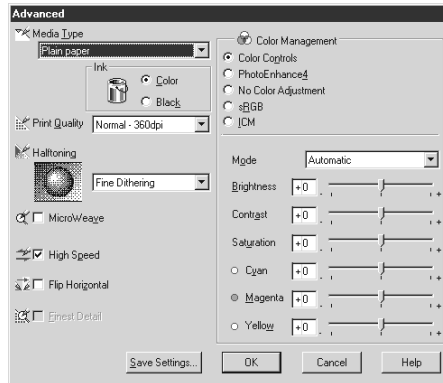 Advanced
Media Type
Plain paper
Ink
Color
Black
Print Quality
Normal - 360dpi
Halftoning
Fine Dithering
MicroWeave
High Speed
Flip Horizontal
Finest Detail
Color Management
Color Controls
PhotoEnhance4
No Color Adjustment
sRGB
ICM
Mode
Automatic
Brightness +0 - +
Contrast +0 - +
Saturation +0 - +
Cyan +0 - +
Magenta +0 - +
Yellow +0 - +
Save Settings... OK Cancel Help